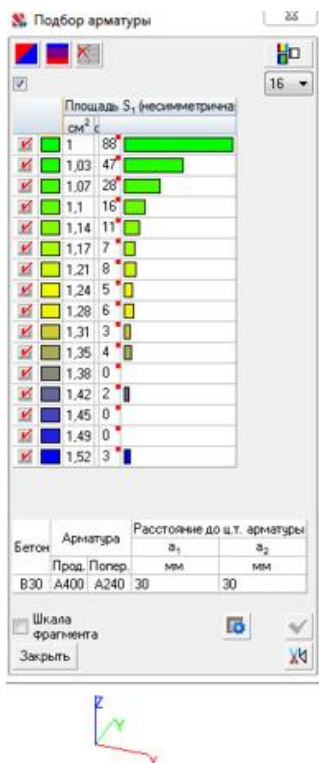 Подбор арматуры
16
Площадь S₁ (несимметрична
см²
1 88
1,03 47
1,07 28
1,1 16
1,14 11
1,17 7
1,21 8
1,24 5
1,28 6
1,31 3
1,35 4
1,38 0
1,42 2
1,45 0
1,49 0
1,52 3
Бетон Арматура Расстояние до ц.т. арматуры
a₁ a₂
Прод. Попер. мм мм
B30 A400 A240 30 30
Шкала
фрагмента
Закрыть
Z
Y
X